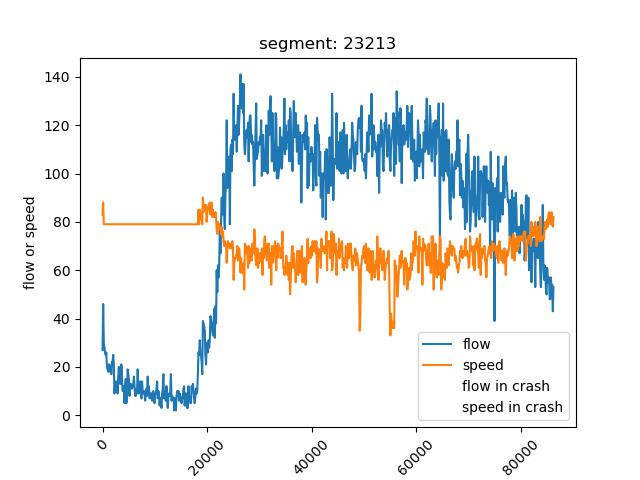 segment: 23213
flow or speed
140
120
100
80
60
40
20
0
0
20000
40000
60000
80000
flow
speed
flow in crash
speed in crash